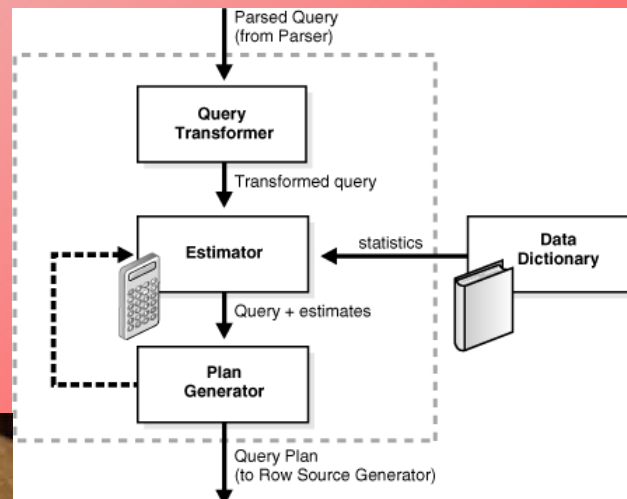 Parsed Query
(from Parser)
Query
Transformer
Transformed query
Estimator
statistics
Data
Dictionary
Query + estimates
Plan
Generator
Query Plan
(to Row Source Generator)